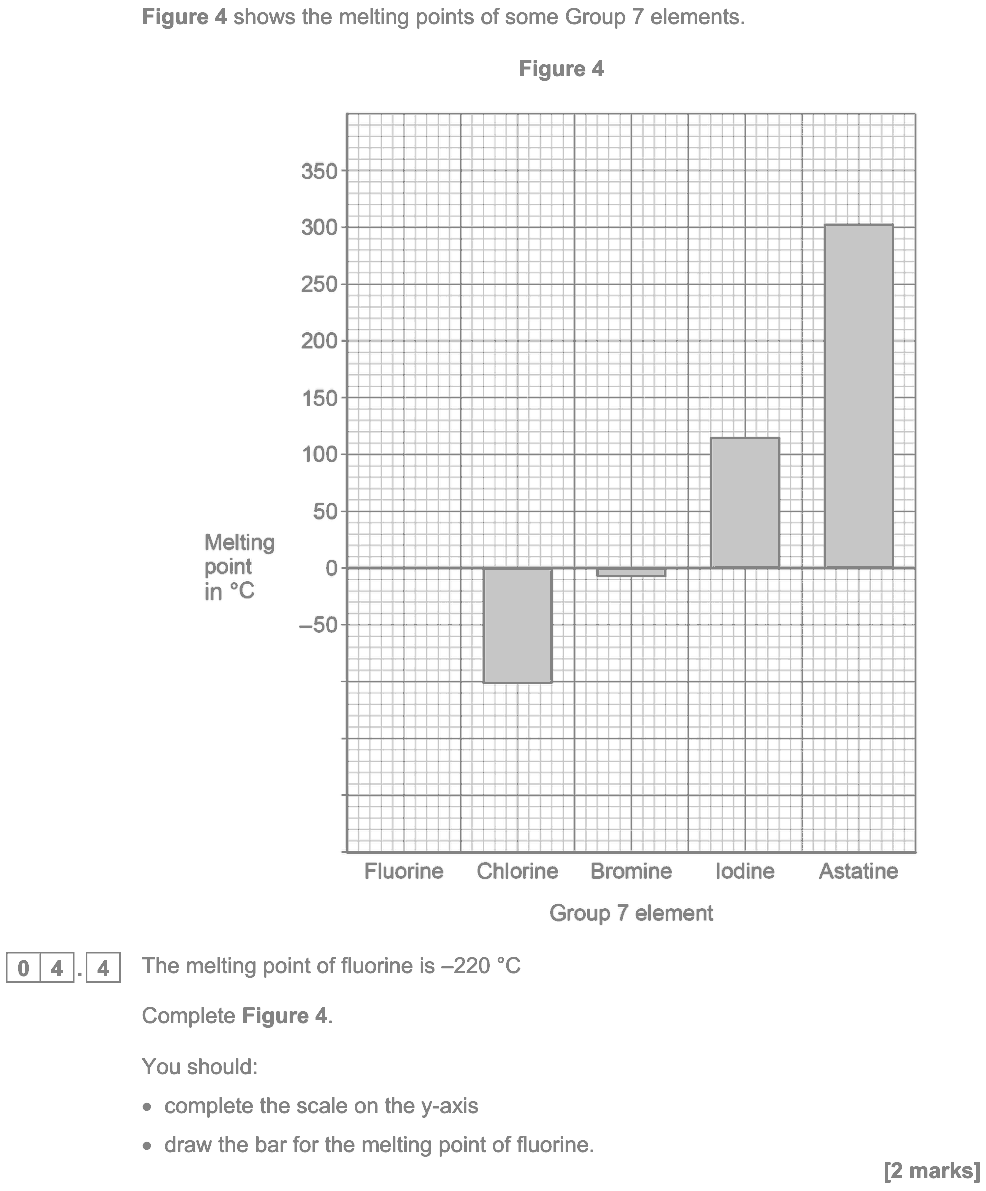 Figure 4 shows the melting points of some Group 7 elements.
Figure 4
350
300
250
200
150
100
50
0
–50
Melting
point
in °C
Fluorine Chlorine Bromine Iodine Astatine
Group 7 element
0 4 . 4 The melting point of fluorine is –220 °C
Complete Figure 4.
You should:
• complete the scale on the y-axis
• draw the bar for the melting point of fluorine.
[2 marks]